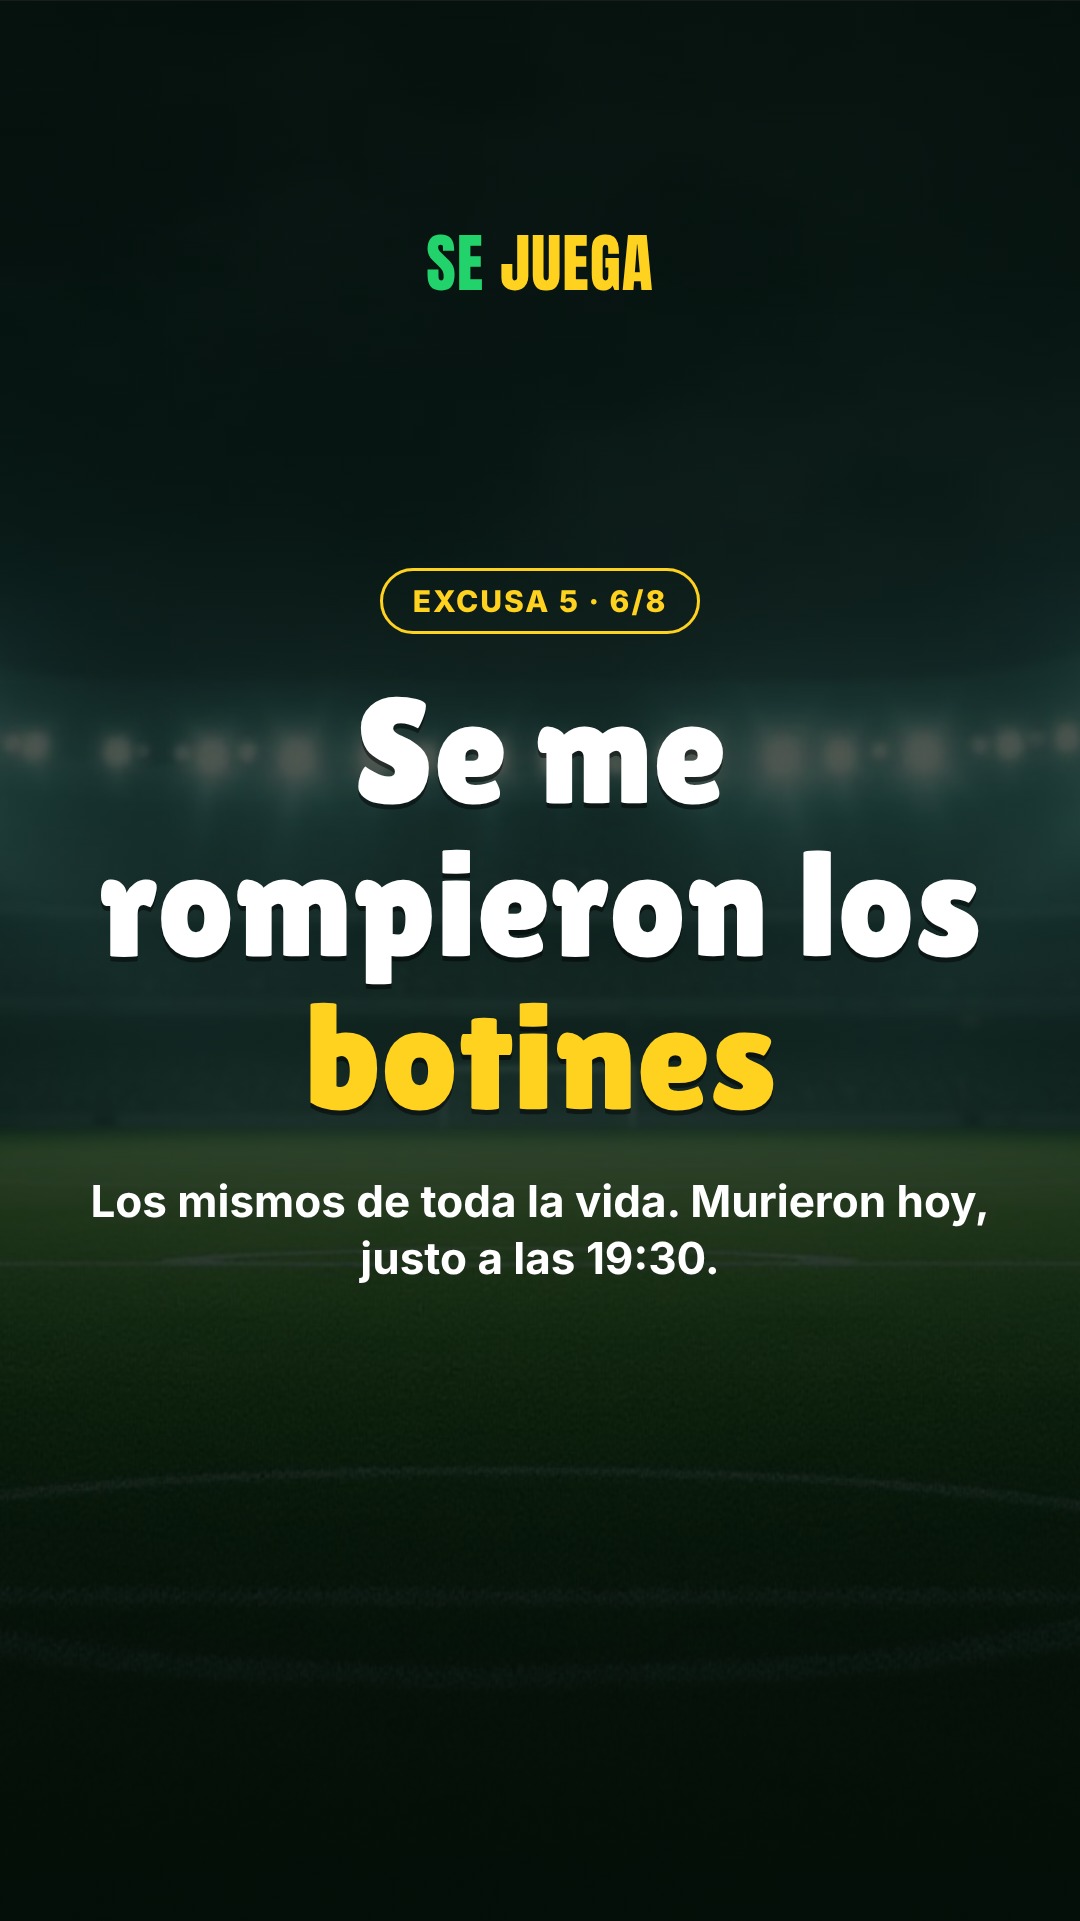 SE JUEGA
EXCUSA 5 · 6/8
Se me
rompieron los
botines
Los mismos de toda la vida. Murieron hoy,
justo a las 19:30.